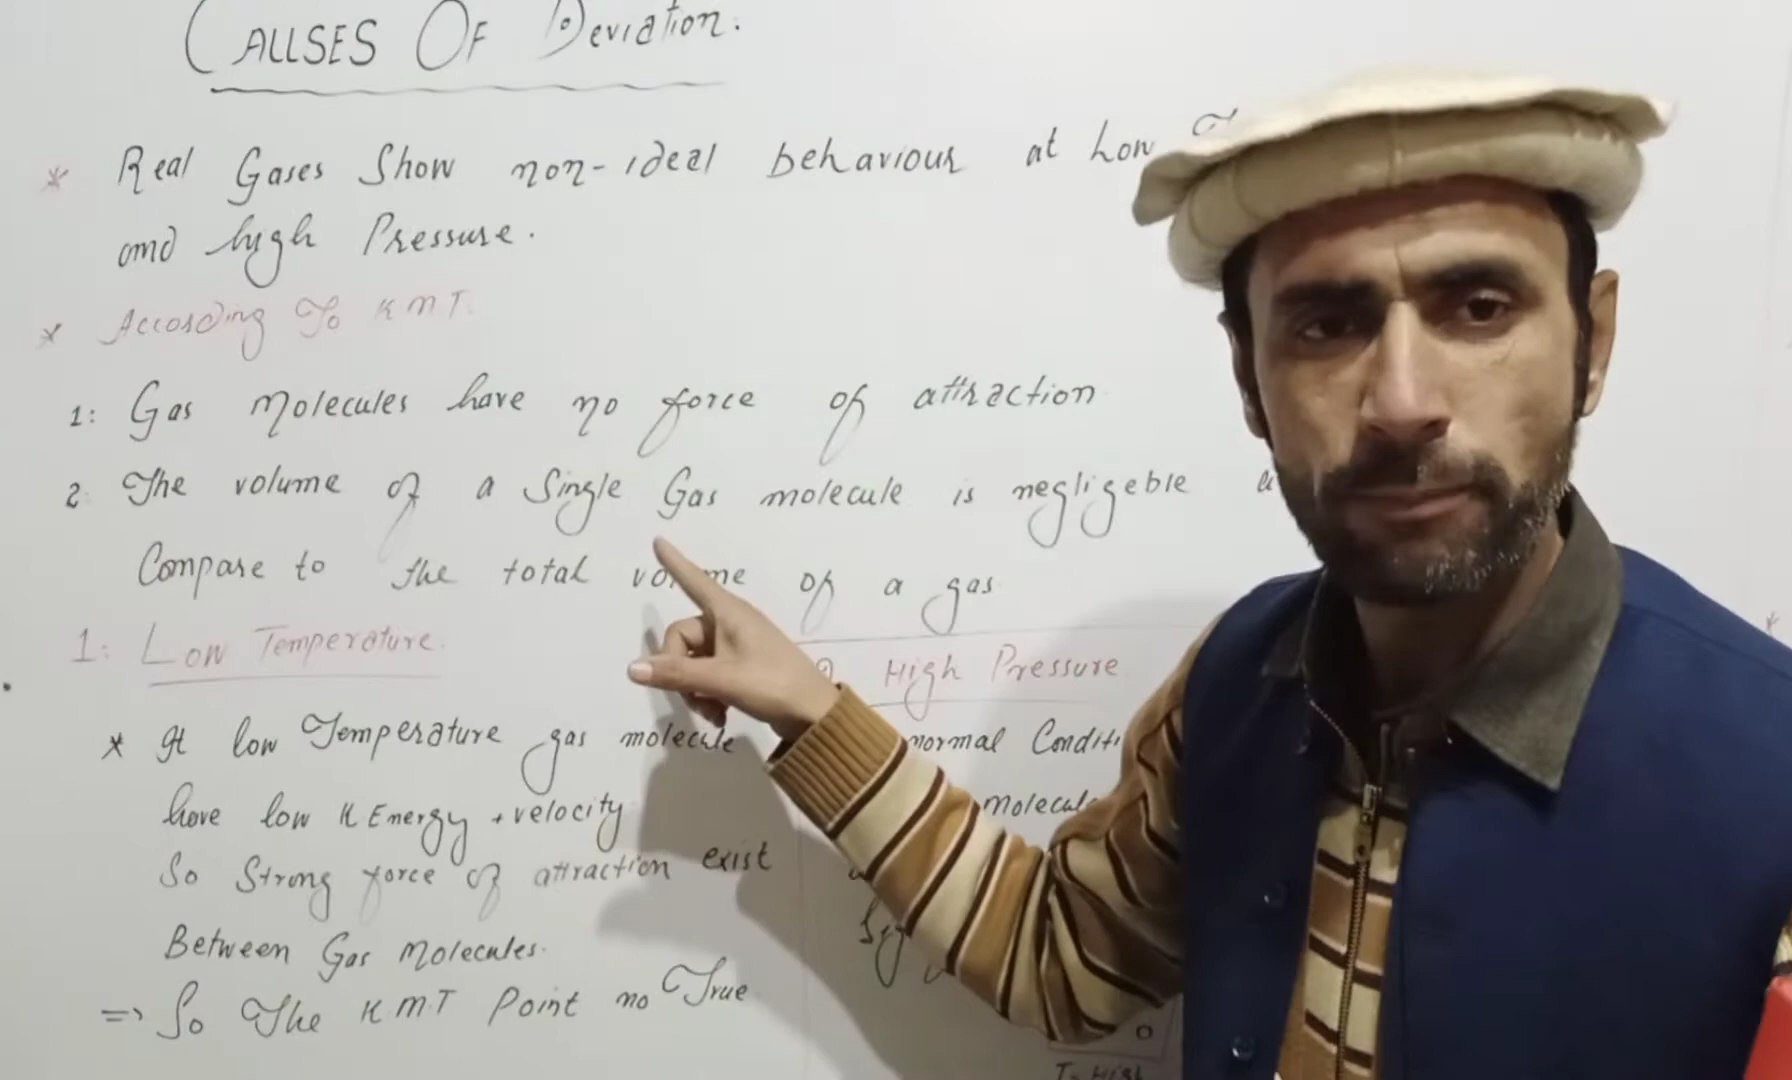 CAUSES OF Deviation.
* Real Gases Show non-ideal behaviour at Low
and high Pressure.
* According To KMT.
1: Gas Molecules have no force of attraction
2: The volume of a Single Gas molecule is negligeble
Compare to the total volume of a gas
1: Low Temperature.
* It low Temperature gas molecule
have low K Energy + velocity
So Strong force of attraction exist
Between Gas Molecules.
=> So The K.M.T Point no True
High Pressure
normal Conditi
Molecul